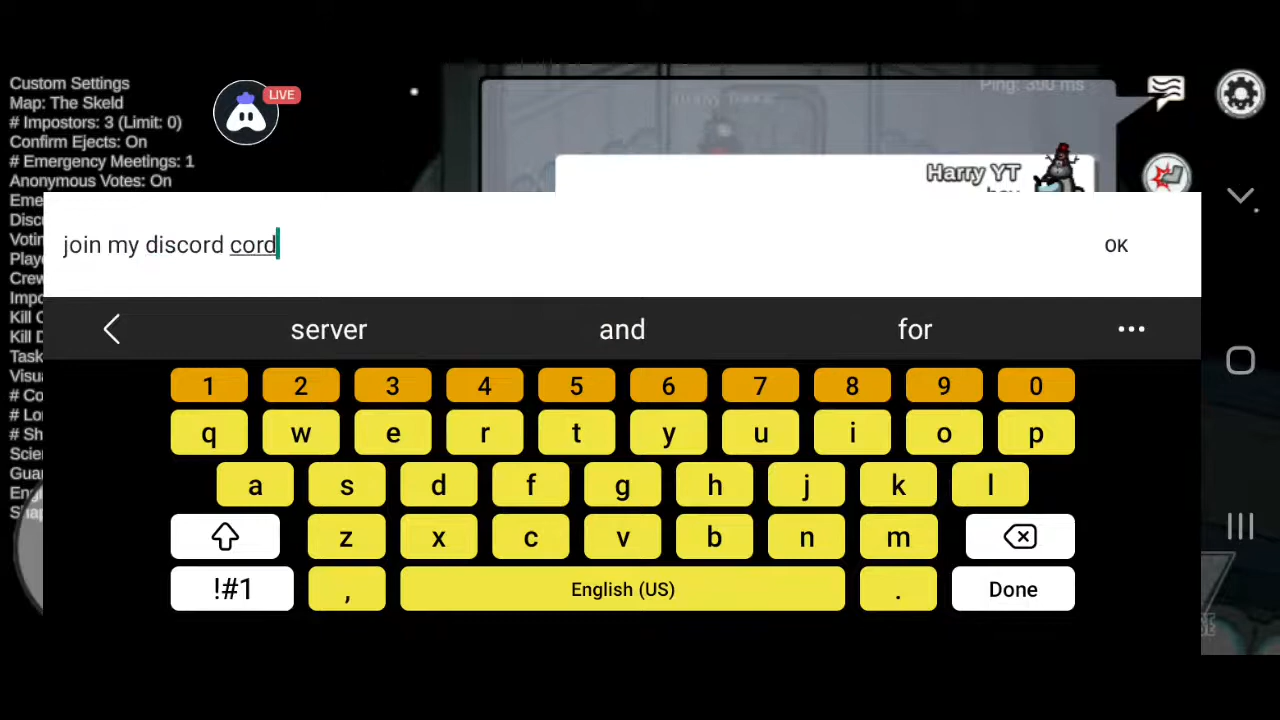 Custom Settings
Map: The Skeld
# Impostors: 3 (Limit: 0)
Confirm Ejects: On
# Emergency Meetings: 1
Anonymous Votes: On
LIVE
Ping: 390 ms
Harry YT
join my discord cord
OK
server and for
1 2 3 4 5 6 7 8 9 0
q w e r t y u i o p
a s d f g h j k l
z x c v b n m
!#1 , English (US) . Done